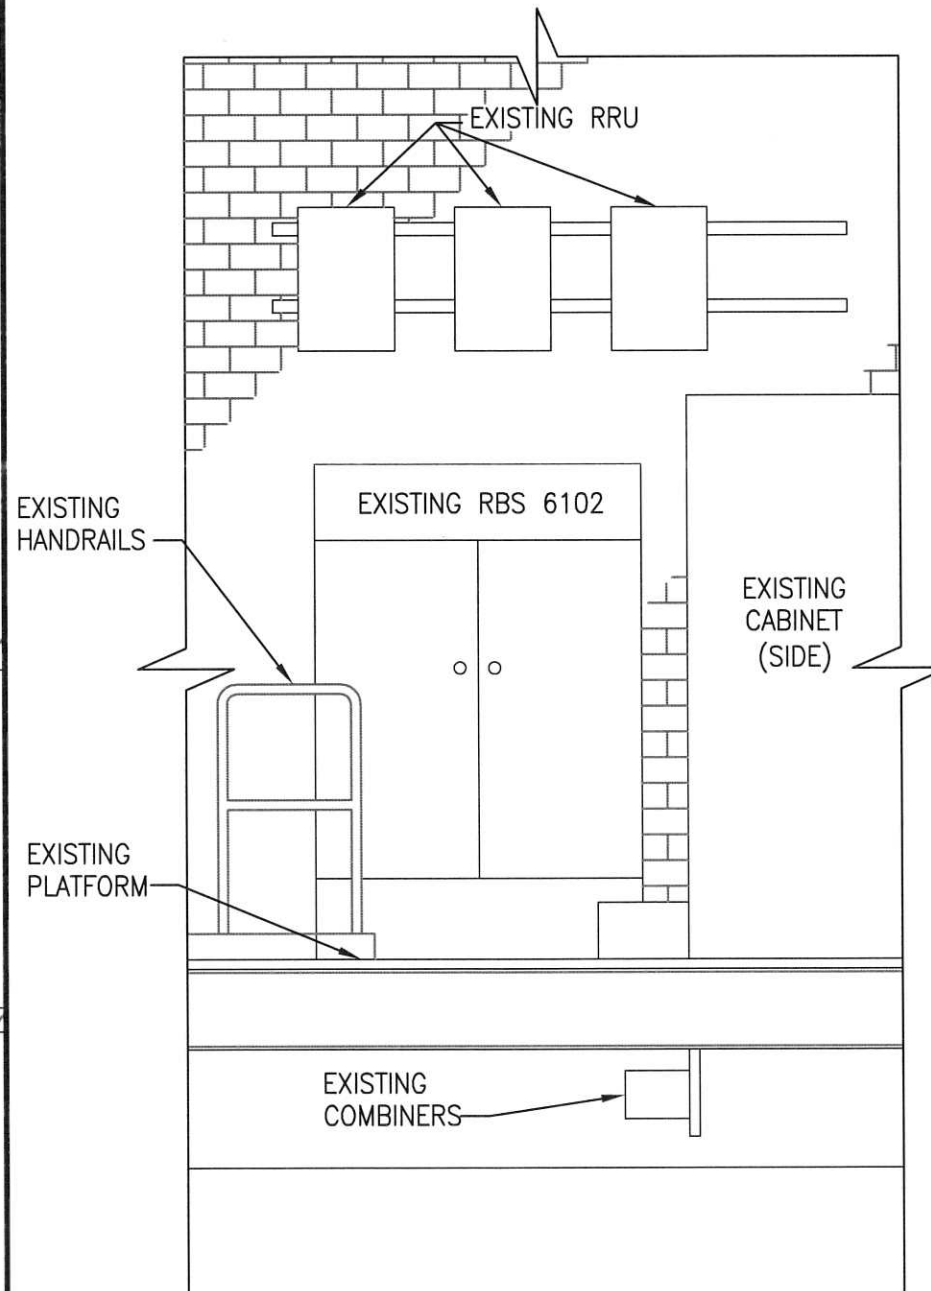 EXISTING RRU
EXISTING RBS 6102
EXISTING
HANDRAILS
EXISTING
CABINET
(SIDE)
EXISTING
PLATFORM
EXISTING
COMBINERS